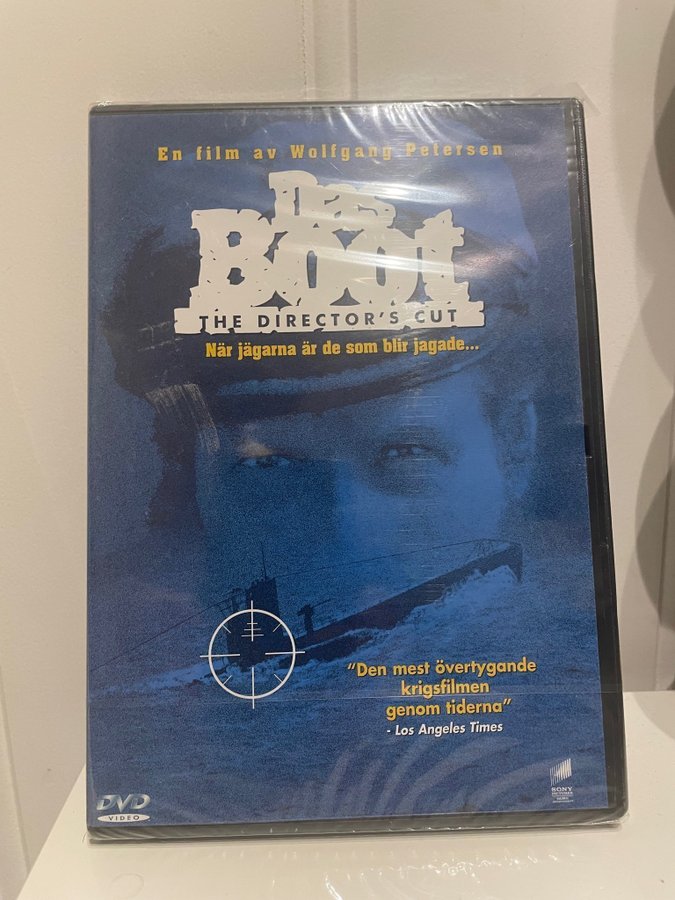 En film av Wolfgang Petersen
Das
Boot
THE DIRECTOR'S CUT
När jägarna är de som blir jagade...
"Den mest övertygande
krigsfilmen
genom tiderna"
- Los Angeles Times
DVD
VIDEO
SONY
PICTURES